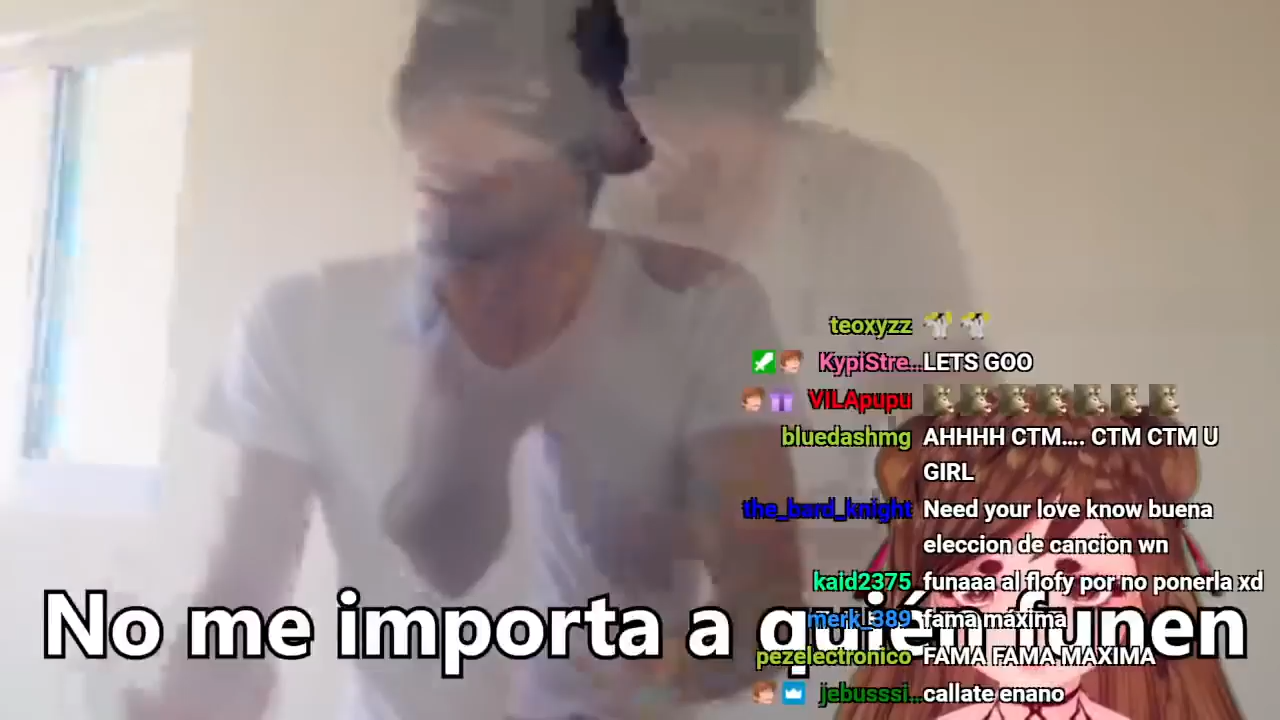 teoxyzz
KypiStre... LETS GOO
VILApupu
bluedashmg AHHHH CTM.... CTM CTM U
GIRL
the_bard_knight Need your love know buena
eleccion de cancion wn
kaid2375 funaaa al flofy por no ponerla xd
No me importa a quién funen
merk_389 fama máxima
pezelectronico FAMA FAMA MAXIMA
jebusssi... callate enano